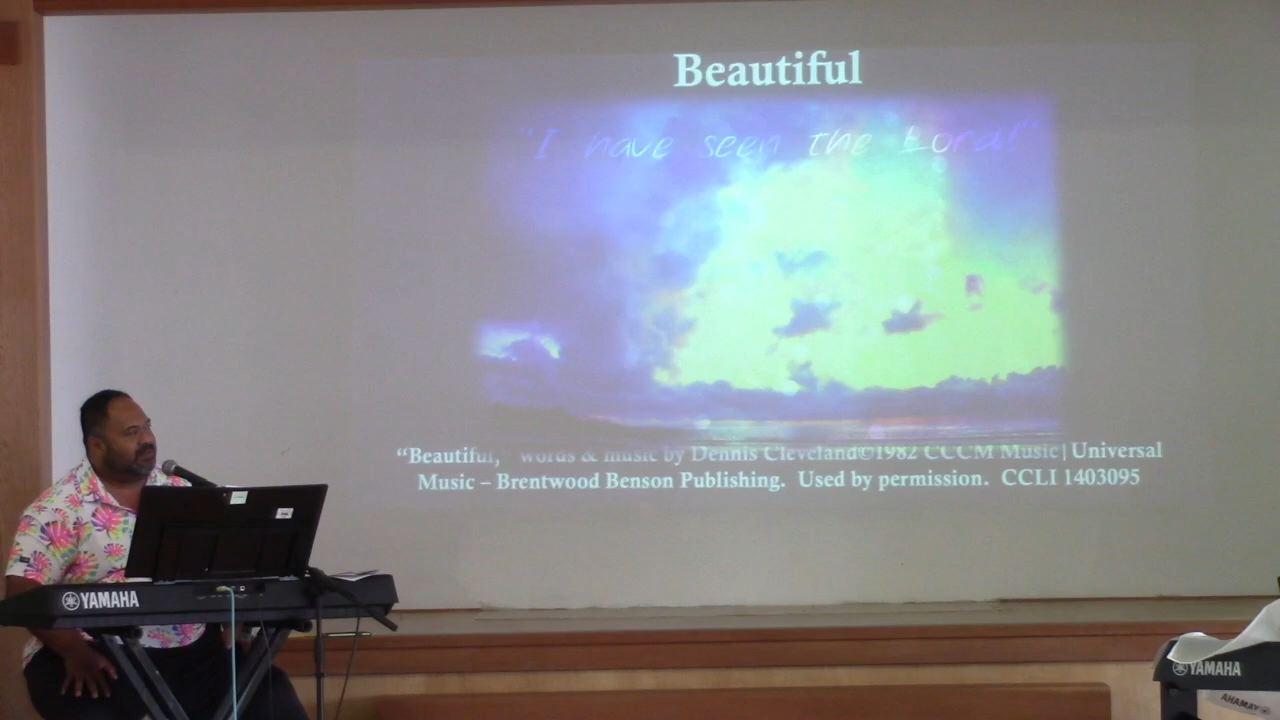 Beautiful
"I have seen the Lord!"
“Beautiful,” words & music by Dennis Cleveland©1982 CCCM Music|Universal
Music – Brentwood Benson Publishing.  Used by permission.  CCLI 1403095
YAMAHA
YAMAHA
AHAMAY